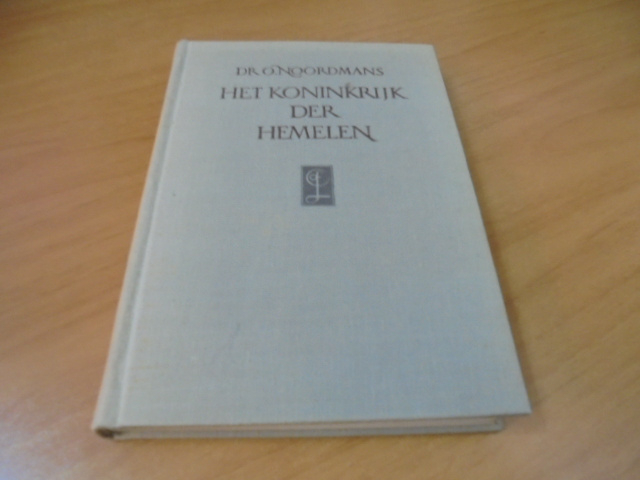 DR O. NOORDMANS
HET KONINKRIJK
DER
HEMELEN